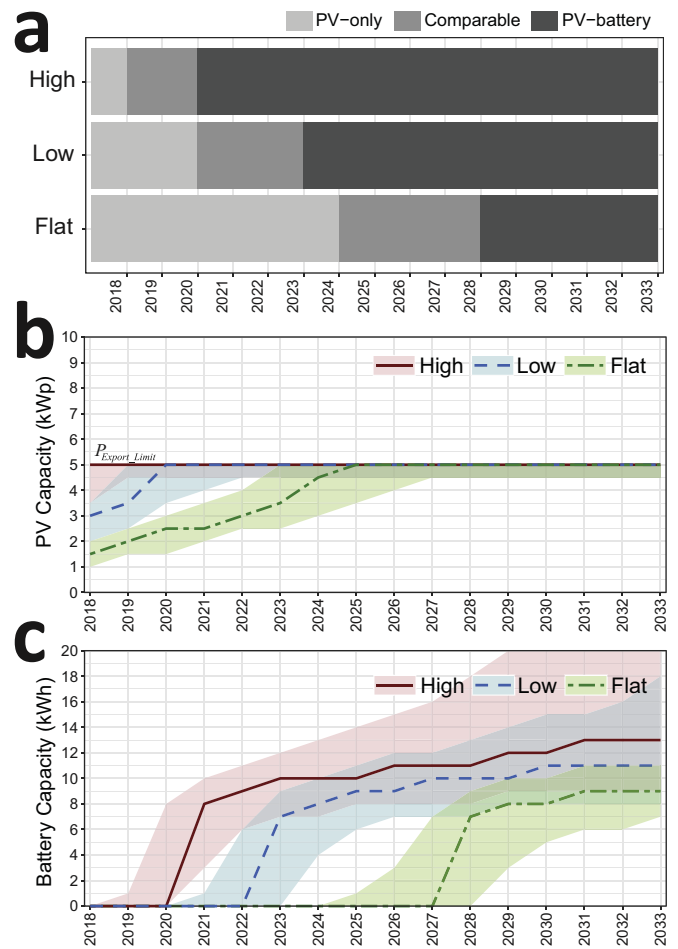 a
PV−only Comparable PV−battery
High
Low
Flat
2018 2019 2020 2021 2022 2023 2024 2025 2026 2027 2028 2029 2030 2031 2032 2033
b
10
9
8
7
6
5
4
3
2
1
0
PV Capacity (kWp)
High Low Flat
P Export_Limit
2018 2019 2020 2021 2022 2023 2024 2025 2026 2027 2028 2029 2030 2031 2032 2033
c
20
18
16
14
12
10
8
6
4
2
0
Battery Capacity (kWh)
High Low Flat
2018 2019 2020 2021 2022 2023 2024 2025 2026 2027 2028 2029 2030 2031 2032 2033